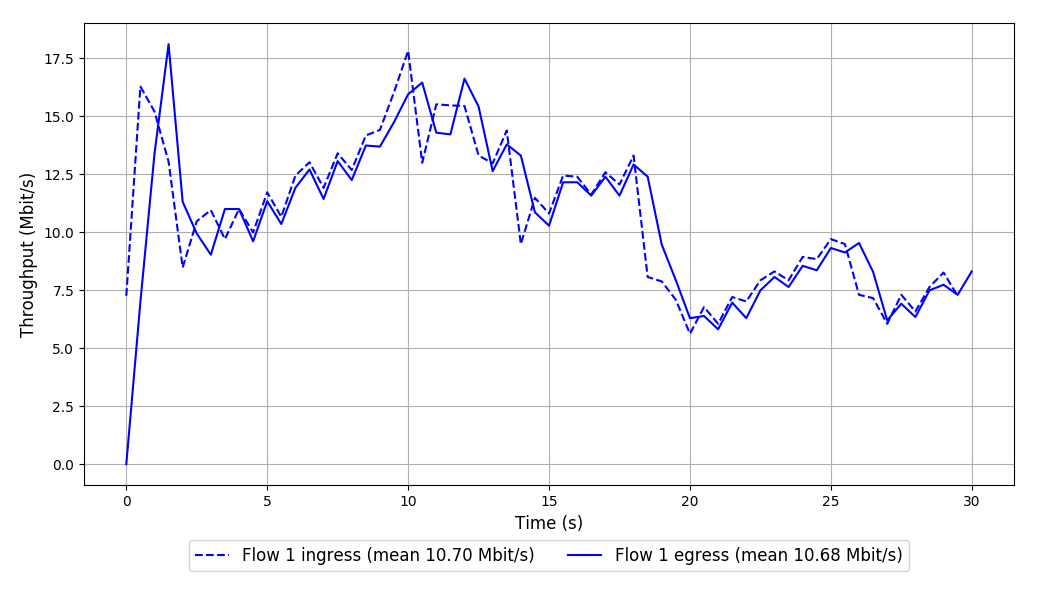 Throughput (Mbit/s)
17.5
15.0
12.5
10.0
7.5
5.0
2.5
0.0
0 5 10 15 20 25 30
Time (s)
Flow 1 ingress (mean 10.70 Mbit/s) Flow 1 egress (mean 10.68 Mbit/s)